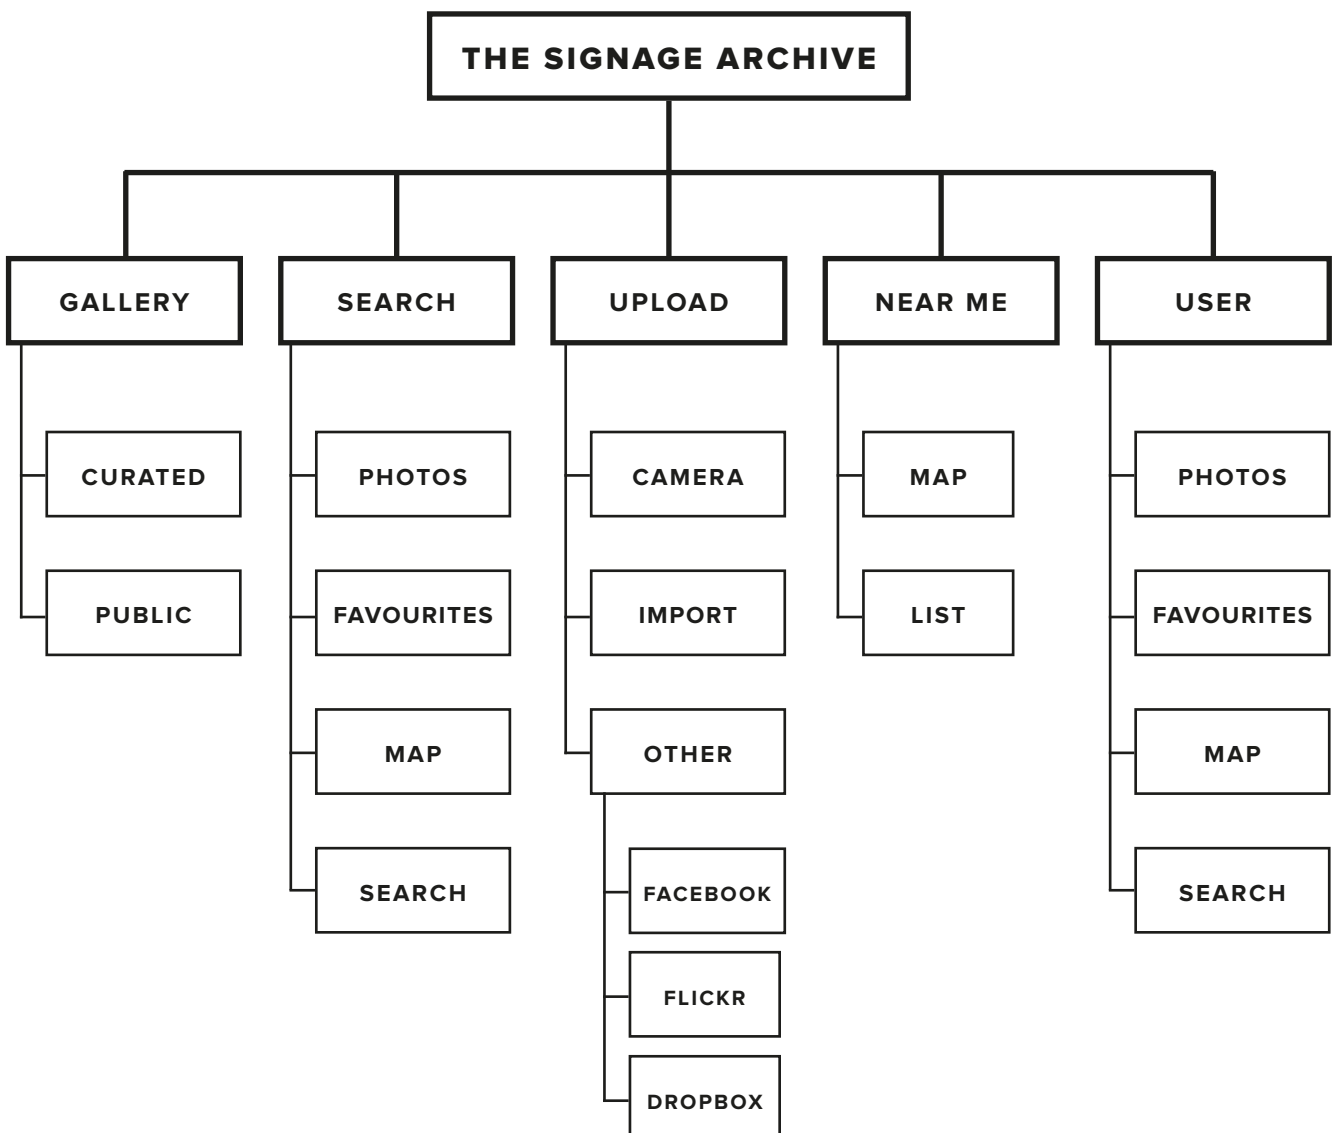 THE SIGNAGE ARCHIVE
GALLERY
CURATED
PUBLIC
SEARCH
PHOTOS
FAVOURITES
MAP
SEARCH
UPLOAD
CAMERA
IMPORT
OTHER
FACEBOOK
FLICKR
DROPBOX
NEAR ME
MAP
LIST
USER
PHOTOS
FAVOURITES
MAP
SEARCH